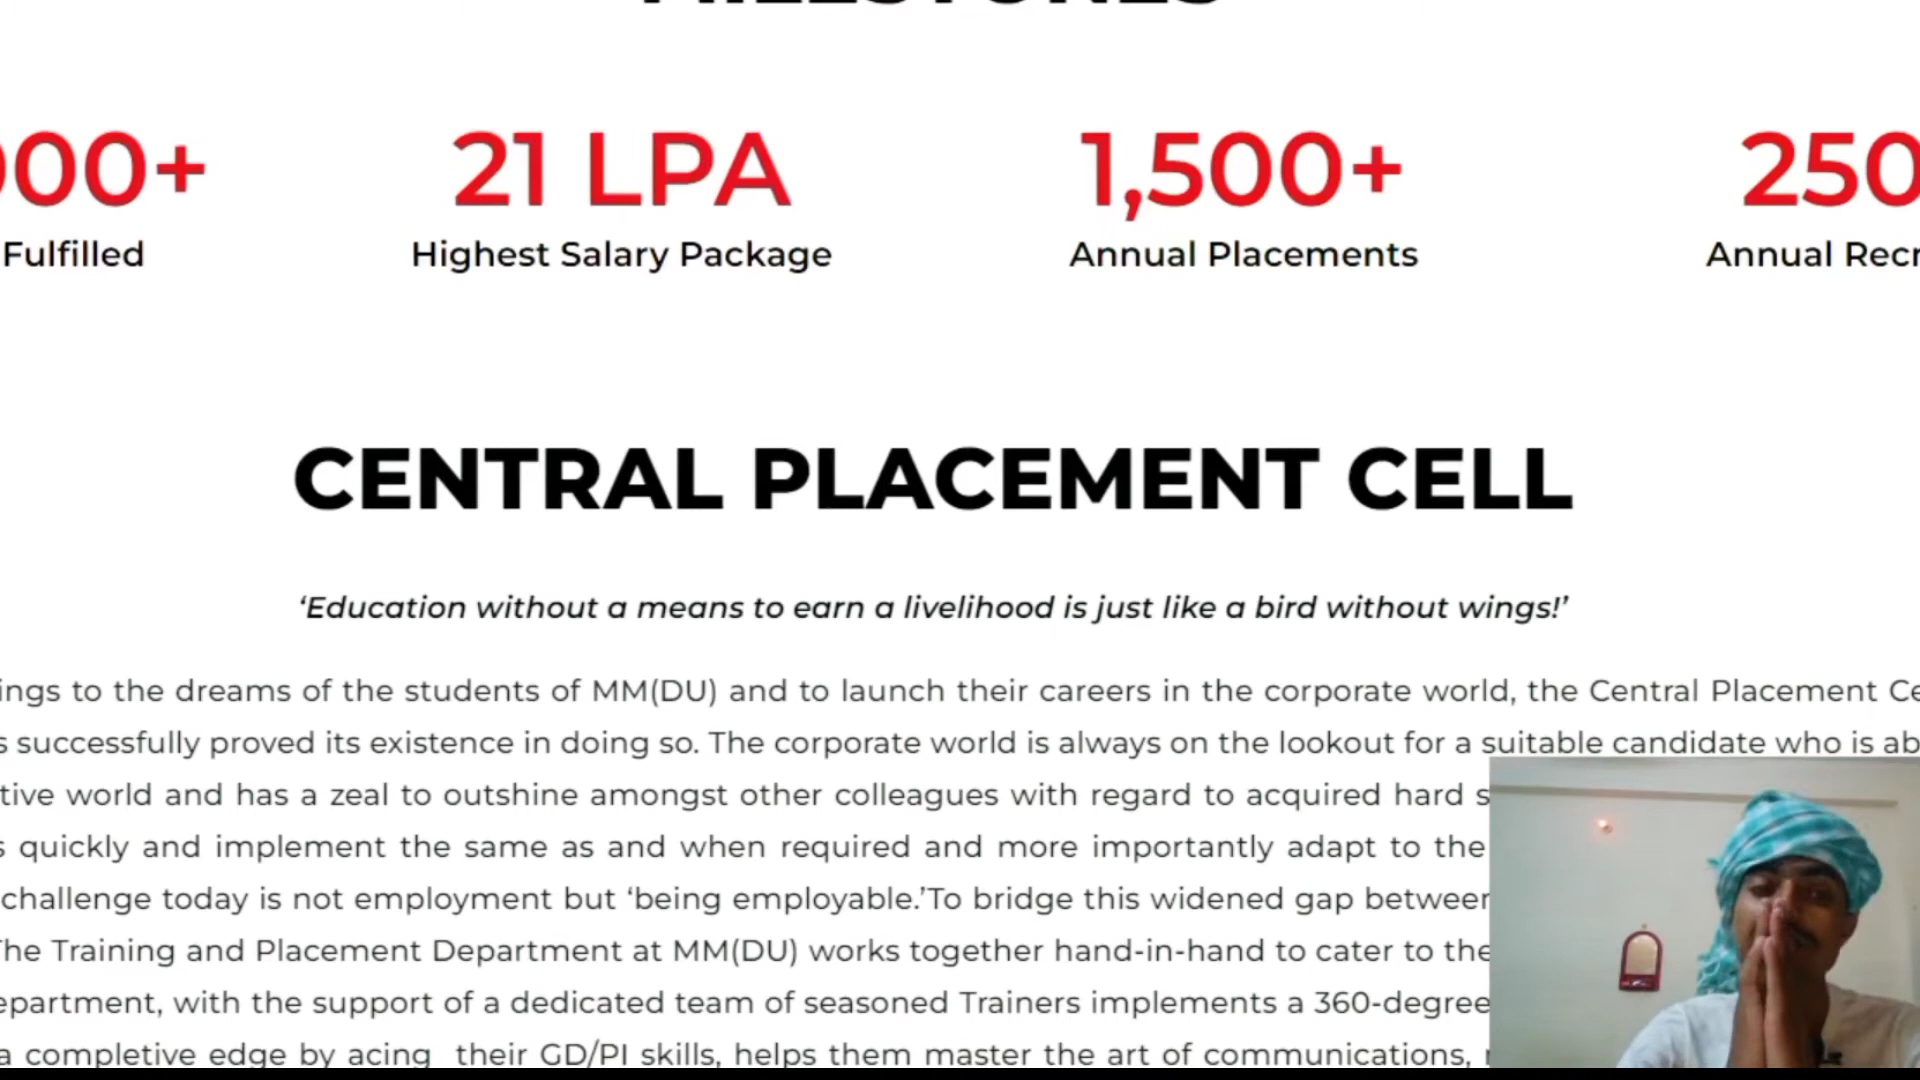 MILESTONES
000+
21 LPA
1,500+
250
Fulfilled
Highest Salary Package
Annual Placements
Annual
CENTRAL PLACEMENT CELL
‘Education without a means to earn a livelihood is just like a bird without wings!’
to the dreams of the students of MM(DU) and to launch their careers in the corporate world, the Central Placement
successfully proved its existence in doing so. The corporate world is always on the lookout for a suitable candidate who is
world and has a zeal to outshine amongst other colleagues with regard to acquired hard
quickly and implement the same as and when required and more importantly adapt to the
challenge today is not employment but ‘being employable.’To bridge this widened gap between
The Training and Placement Department at MM(DU) works together hand-in-hand to cater to the
with the support of a dedicated team of seasoned Trainers implements a 360-degree
a completive edge by acing their GD/PI skills, helps them master the art of communications,